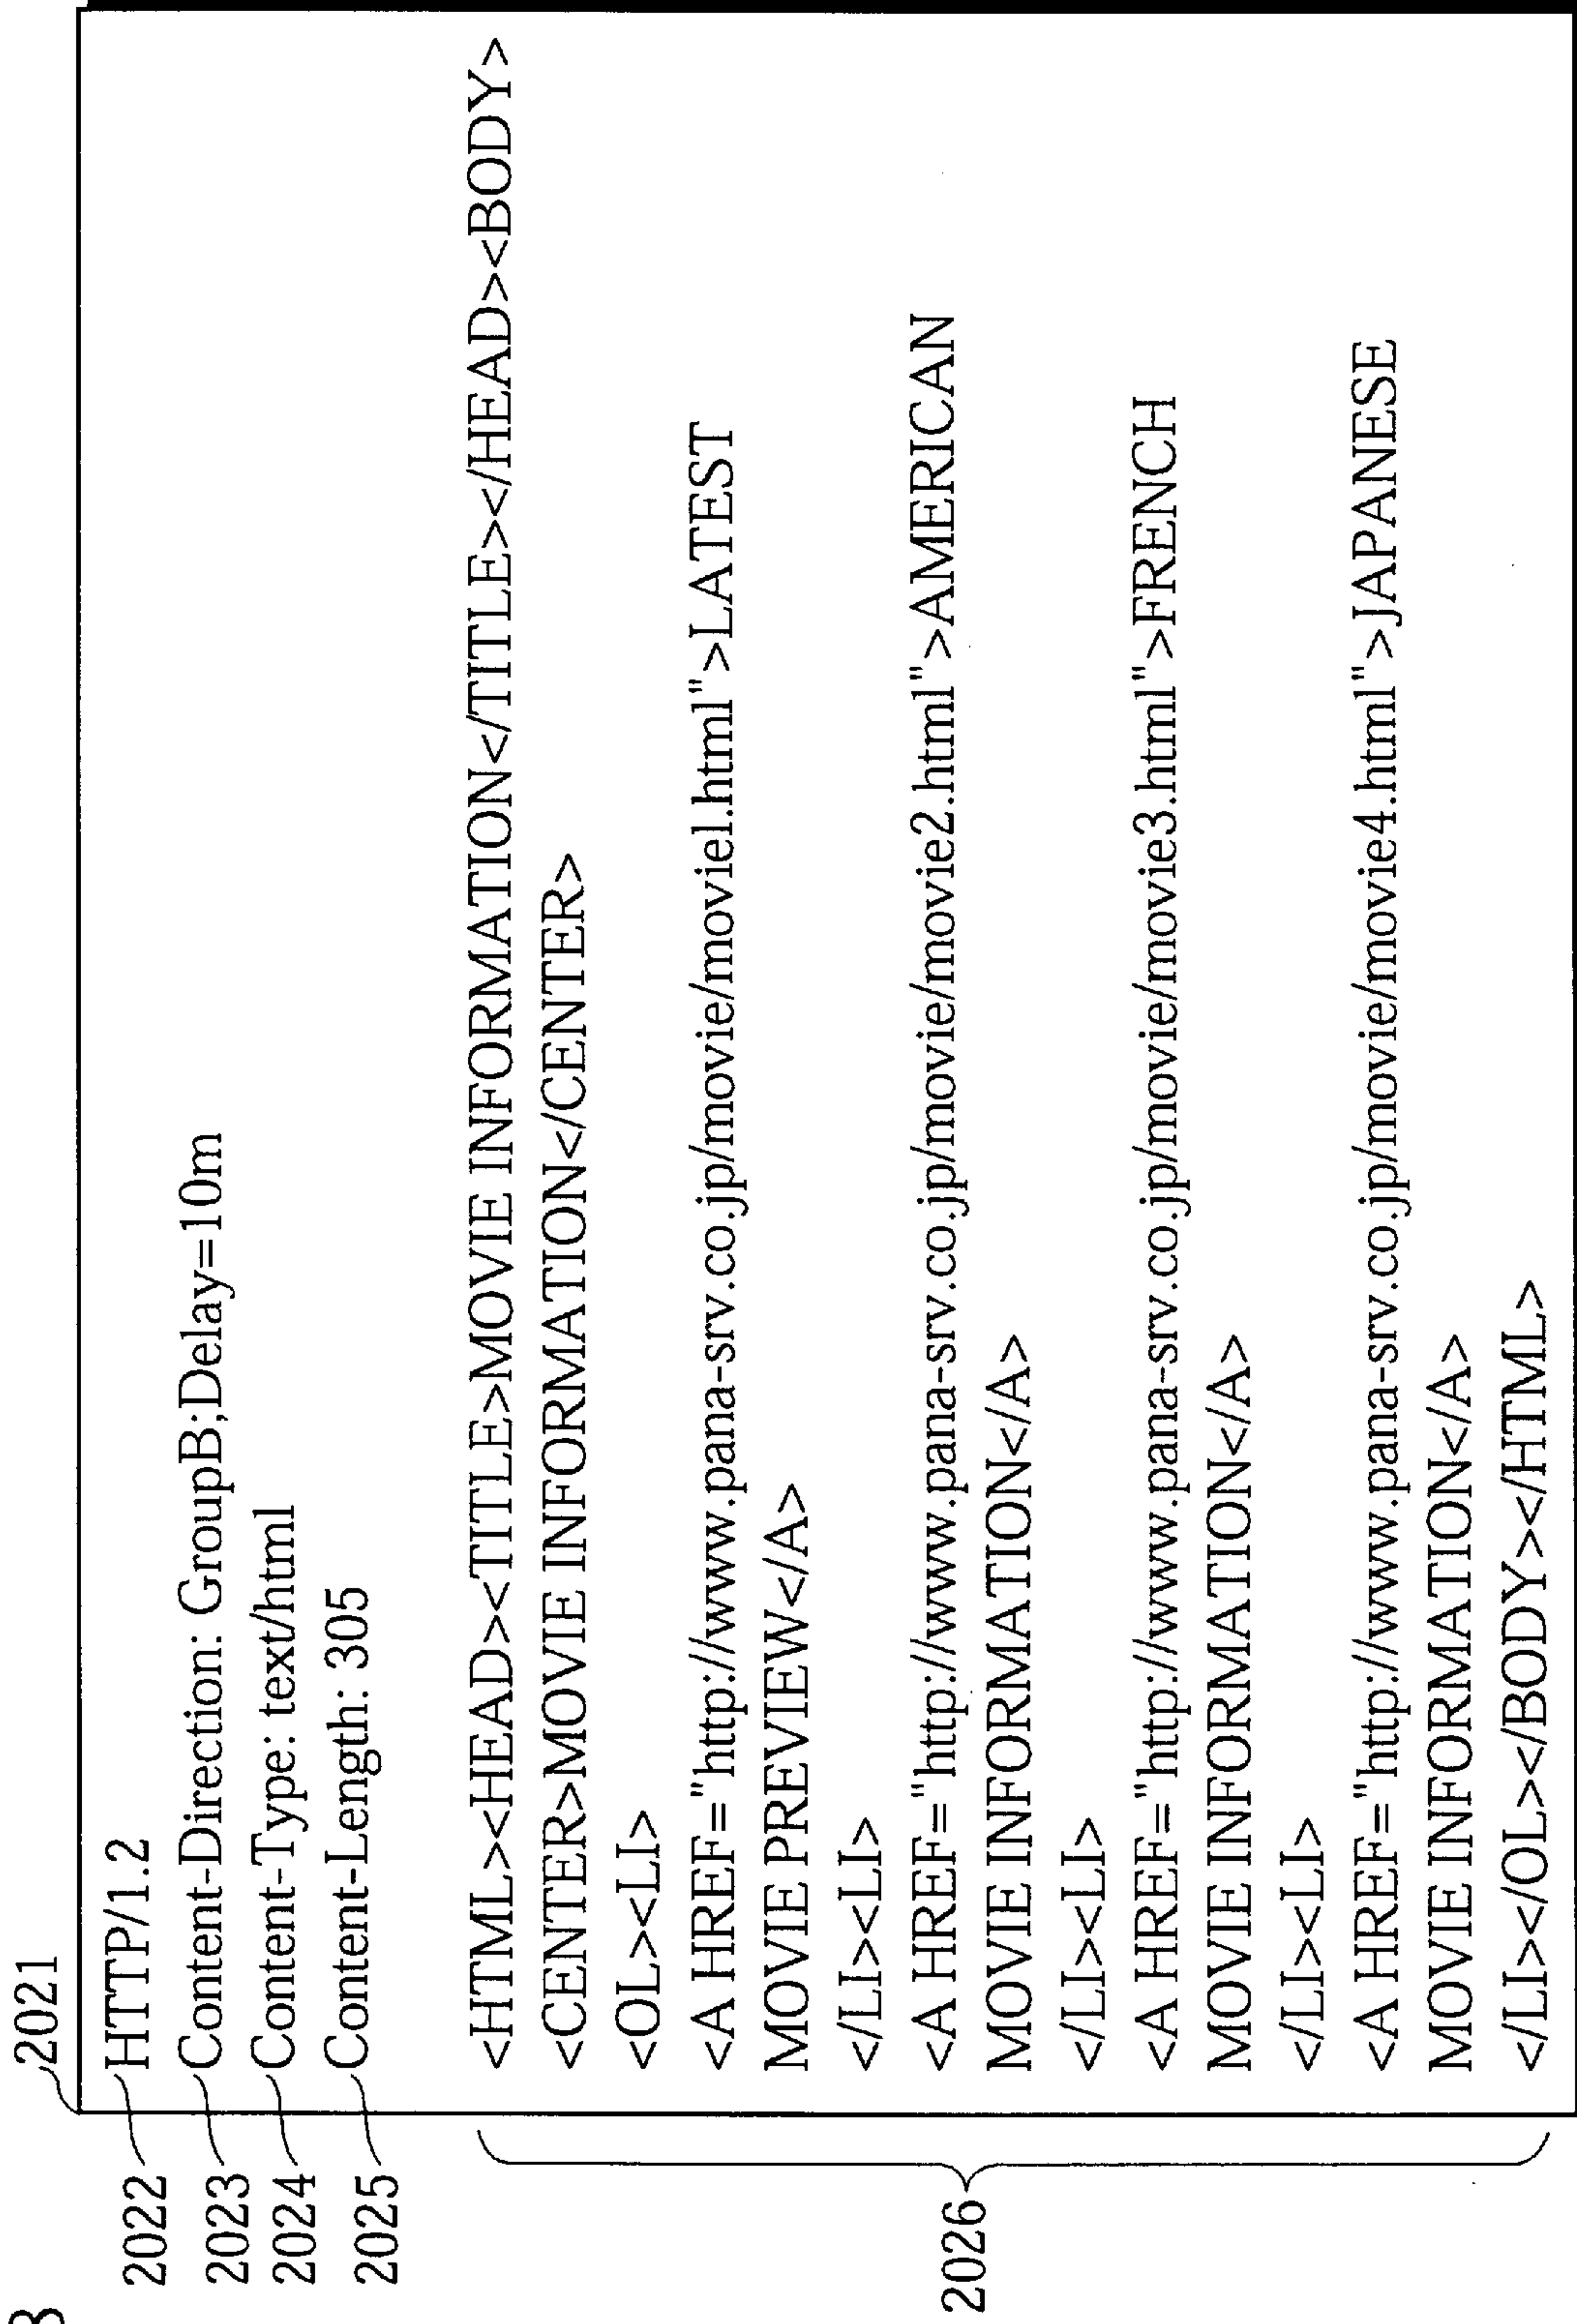 2021
2022 HTTP/1.2
2023 Content-Direction: GroupB;Delay=10m
2024 Content-Type: text/html
2025 Content-Length: 305
2026
<HTML><HEAD><TITLE>MOVIE INFORMATION</TITLE></HEAD><BODY>
<CENTER>MOVIE INFORMATION</CENTER>
<OL><LI>
<A HREF="http://www.pana-srv.co.jp/movie/movie1.html">LATEST
MOVIE PREVIEW</A>
</LI><LI>
<A HREF="http://www.pana-srv.co.jp/movie/movie2.html">AMERICAN
MOVIE INFORMATION</A>
</LI><LI>
<A HREF="http://www.pana-srv.co.jp/movie/movie3.html">FRENCH
MOVIE INFORMATION</A>
</LI><LI>
<A HREF="http://www.pana-srv.co.jp/movie/movie4.html">JAPANESE
MOVIE INFORMATION</A>
</LI></OL></BODY></HTML>